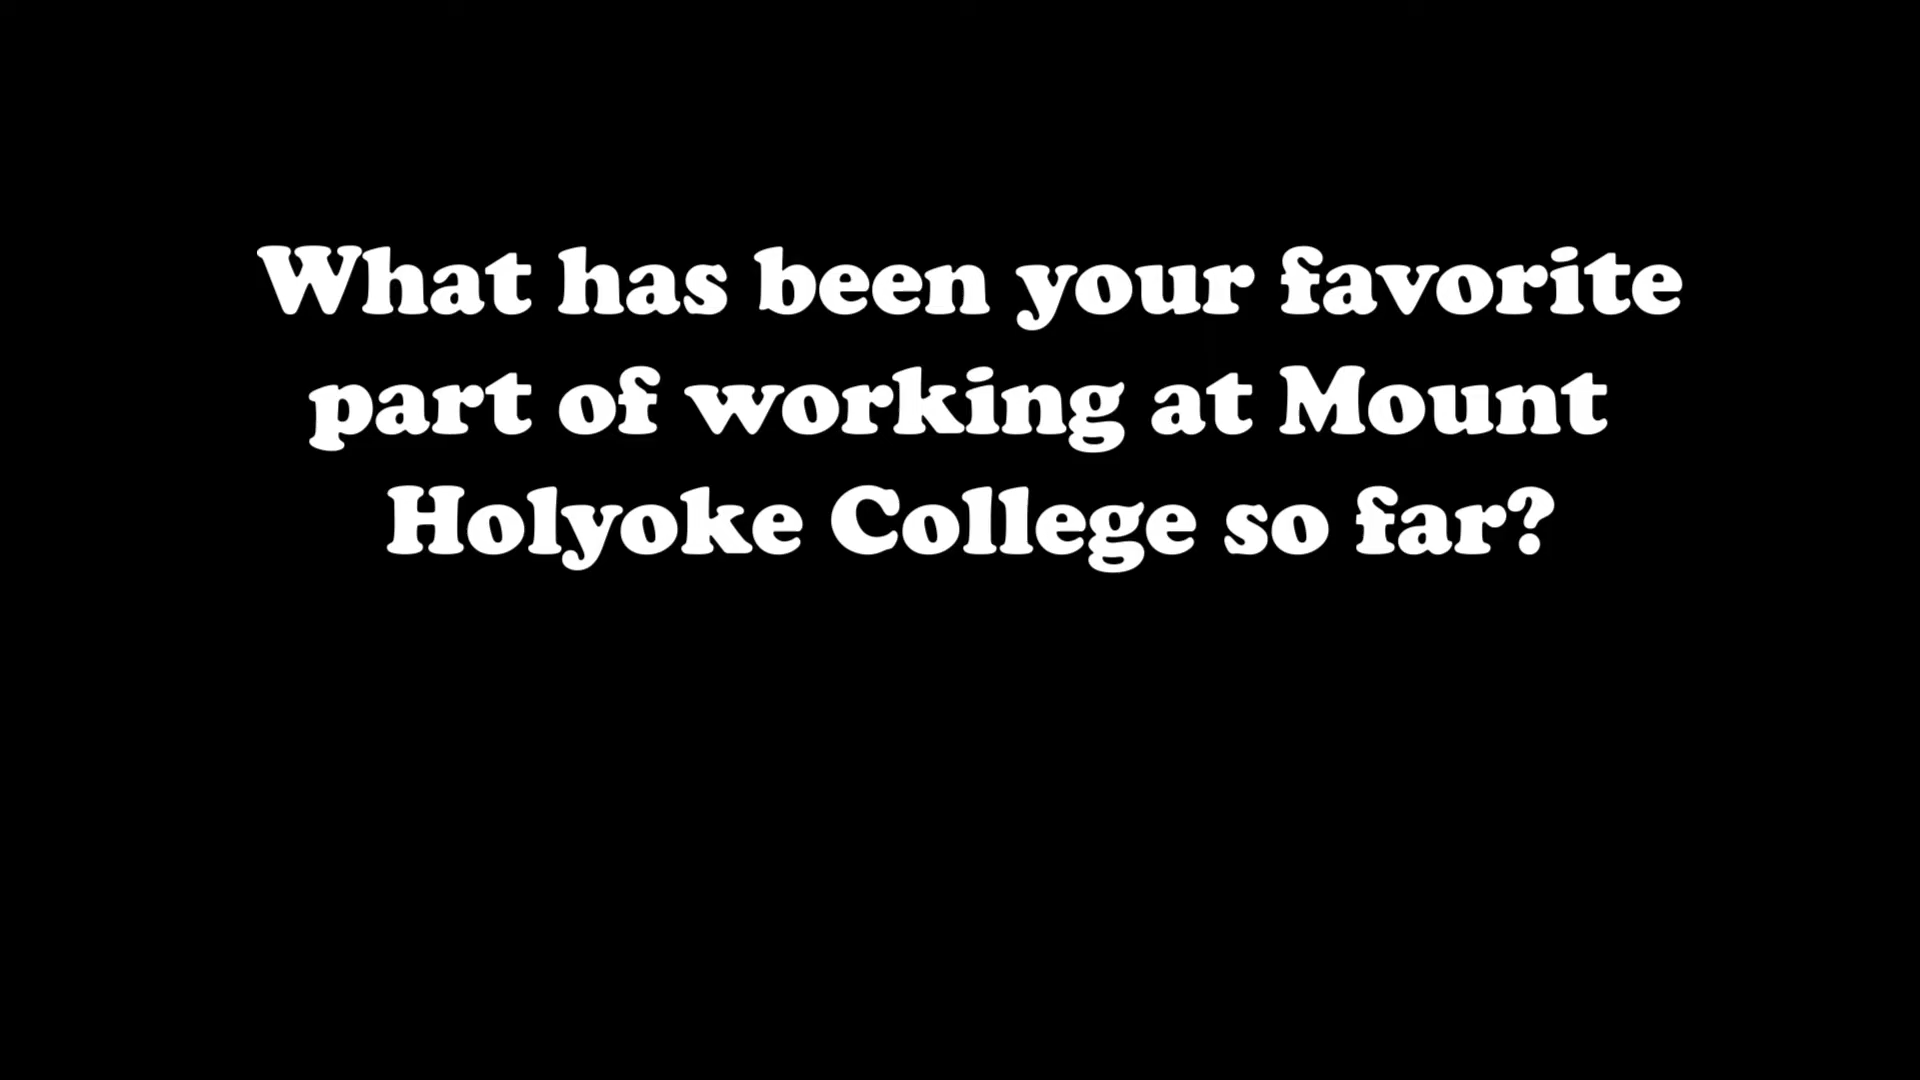 What has been your favorite
part of working at Mount
Holyoke College so far?